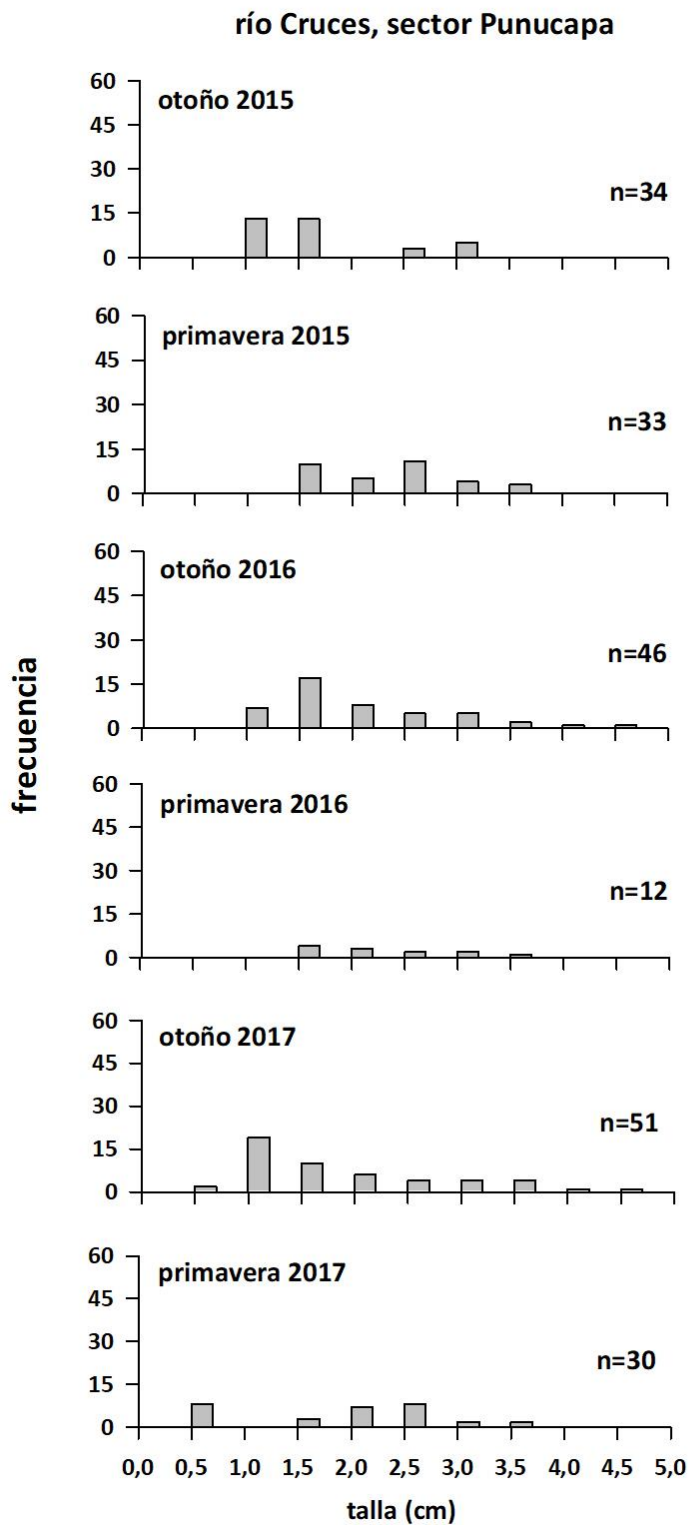 río Cruces, sector Punucapa
otoño 2015
60
45
30
15
0
n=34
primavera 2015
60
45
30
15
0
n=33
otoño 2016
60
45
30
15
0
n=46
primavera 2016
60
45
30
15
0
n=12
otoño 2017
60
45
30
15
0
n=51
primavera 2017
60
45
30
15
0
n=30
frecuencia
0,0 0,5 1,0 1,5 2,0 2,5 3,0 3,5 4,0 4,5 5,0
talla (cm)